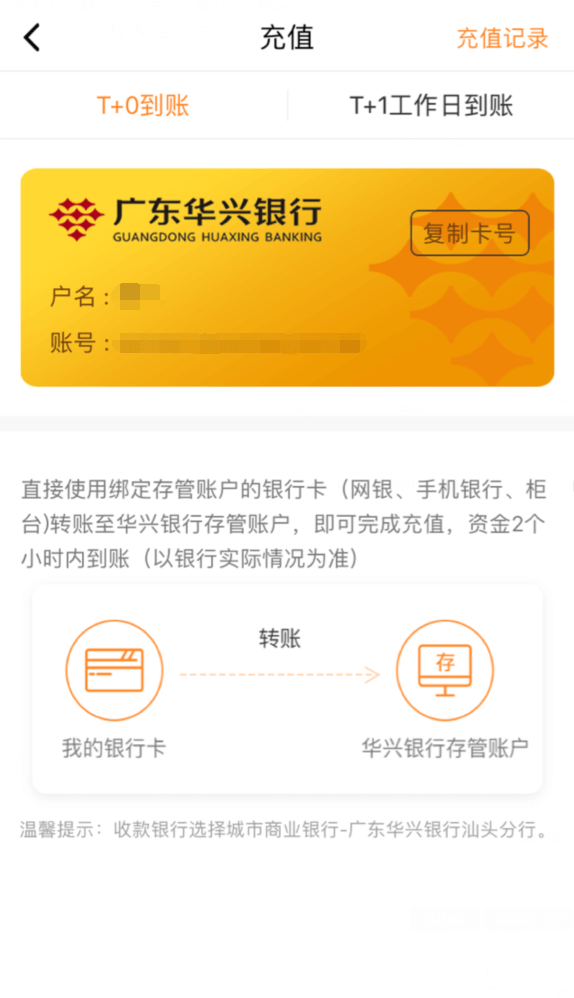 充值
充值记录
T+0到账
T+1工作日到账
广东华兴银行
GUANGDONG HUAXING BANKING
复制卡号
户名：
账号：
直接使用绑定存管账户的银行卡（网银、手机银行、柜
台)转账至华兴银行存管账户，即可完成充值，资金2个
小时内到账（以银行实际情况为准）
转账
存
我的银行卡
华兴银行存管账户
温馨提示：收款银行选择城市商业银行-广东华兴银行汕头分行。